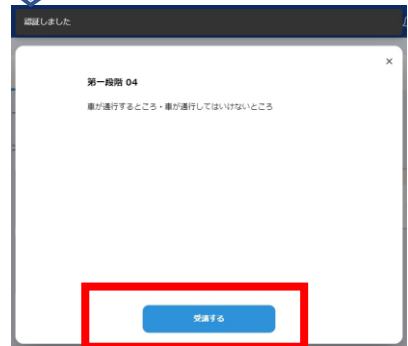 認証しました
第一段階 04
車が通行するところ・車が通行してはいけないところ
受講する